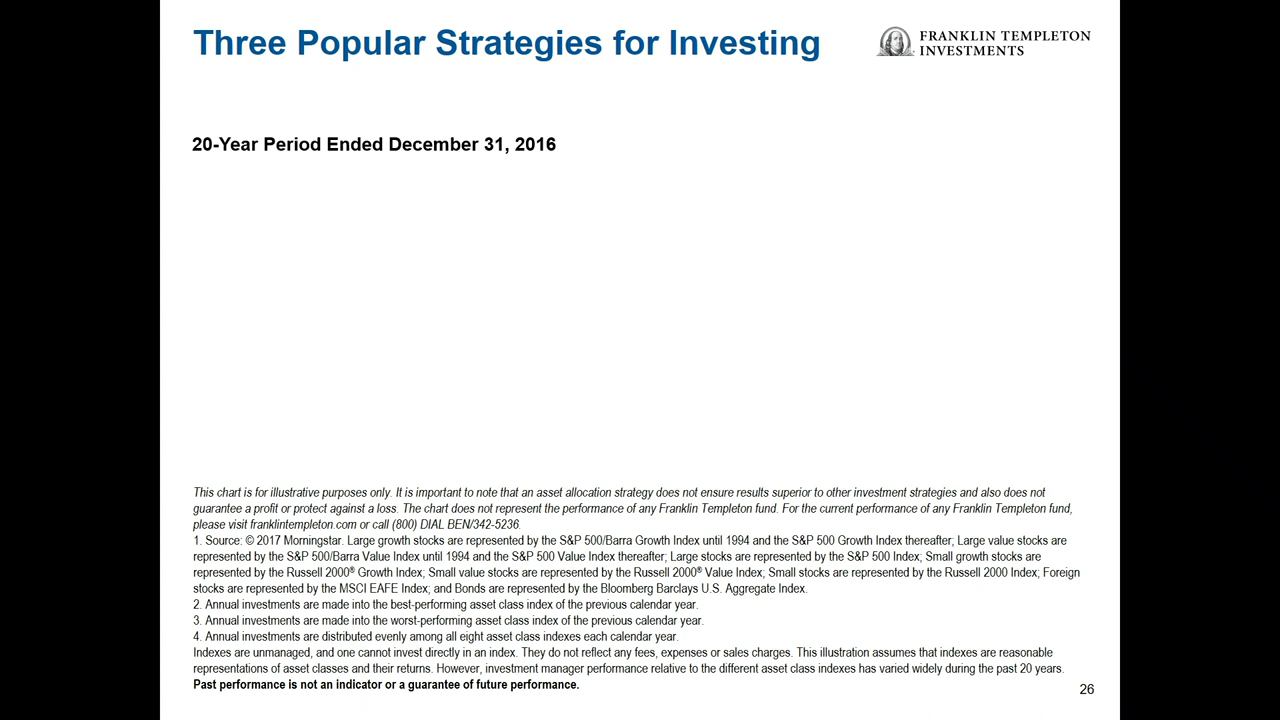 Three Popular Strategies for Investing
FRANKLIN TEMPLETON
INVESTMENTS
20-Year Period Ended December 31, 2016
This chart is for illustrative purposes only. It is important to note that an asset allocation strategy does not ensure results superior to other investment strategies and also does not
guarantee a profit or protect against a loss. The chart does not represent the performance of any Franklin Templeton fund. For the current performance of any Franklin Templeton fund,
please visit franklintempleton.com or call (800) DIAL BEN/342-5236.
1. Source: © 2017 Morningstar. Large growth stocks are represented by the S&P 500/Barra Growth Index until 1994 and the S&P 500 Growth Index thereafter; Large value stocks are
represented by the S&P 500/Barra Value Index until 1994 and the S&P 500 Value Index thereafter; Large stocks are represented by the S&P 500 Index; Small growth stocks are
represented by the Russell 2000® Growth Index; Small value stocks are represented by the Russell 2000® Value Index; Small stocks are represented by the Russell 2000 Index; Foreign
stocks are represented by the MSCI EAFE Index; and Bonds are represented by the Bloomberg Barclays U.S. Aggregate Index.
2. Annual investments are made into the best-performing asset class index of the previous calendar year.
3. Annual investments are made into the worst-performing asset class index of the previous calendar year.
4. Annual investments are distributed evenly among all eight asset class indexes each calendar year.
Indexes are unmanaged, and one cannot invest directly in an index. They do not reflect any fees, expenses or sales charges. This illustration assumes that indexes are reasonable
representations of asset classes and their returns. However, investment manager performance relative to the different asset class indexes has varied widely during the past 20 years.
Past performance is not an indicator or a guarantee of future performance.
26